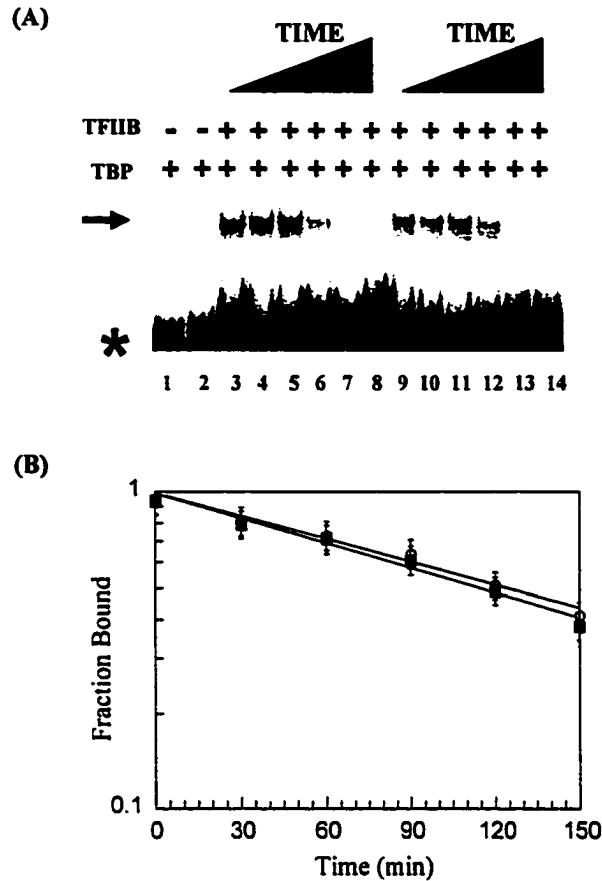 (A)
TIME TIME
TFIIB - - + + + + + + + + + + + +
TBP + + + + + + + + + + + + + +
*
1 2 3 4 5 6 7 8 9 10 11 12 13 14
(B)
1
Fraction Bound
0.1
0 30 60 90 120 150
Time (min)